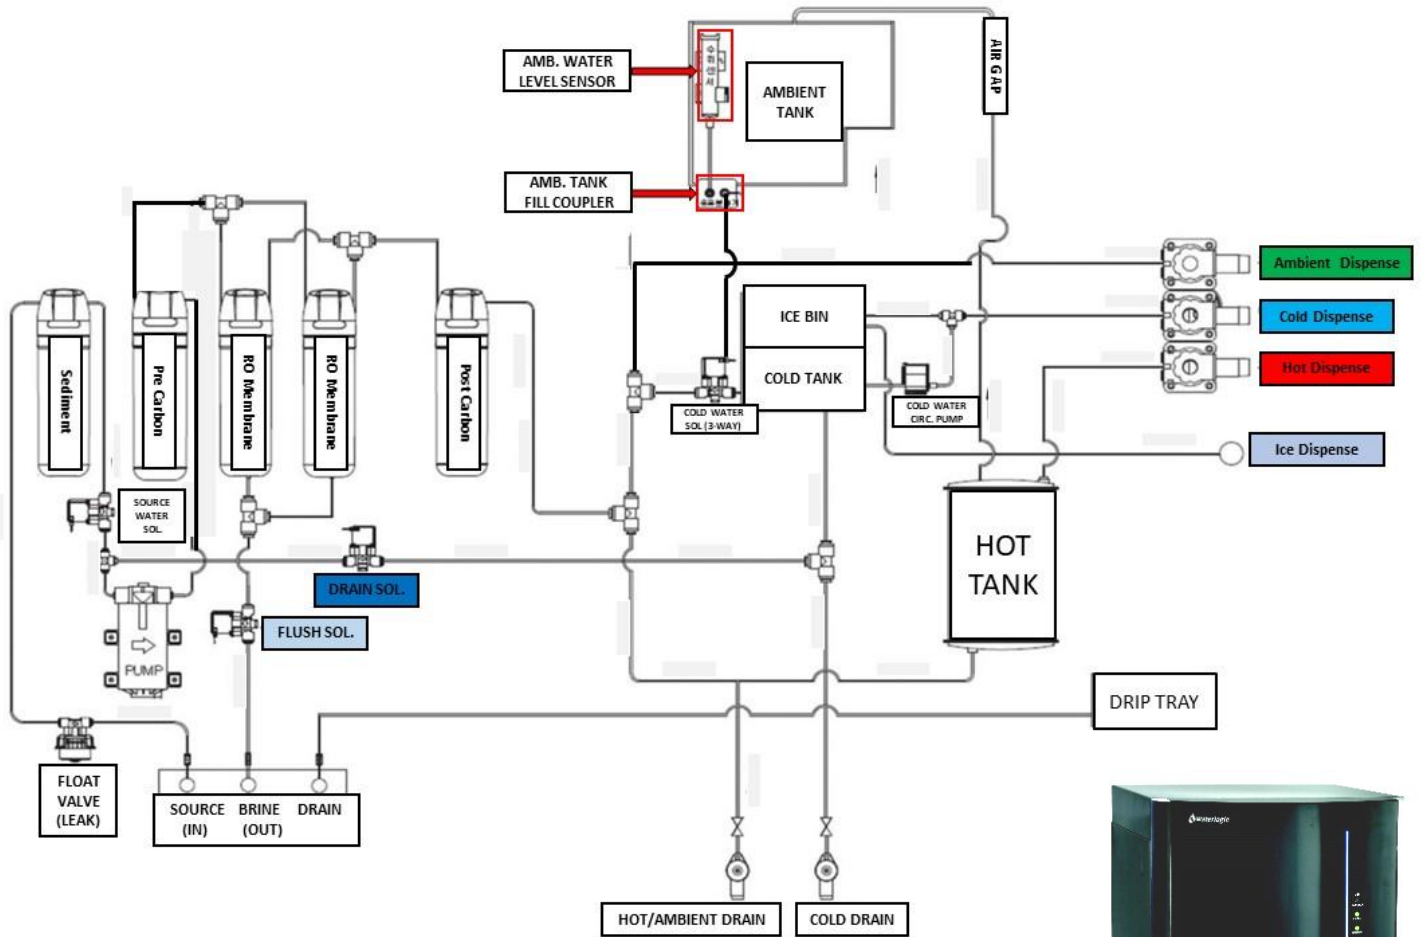 AMB. WATER
LEVEL SENSOR
AMBIENT
TANK
AIR GAP
AMB. TANK
FILL COUPLER
Ambient Dispense
Cold Dispense
Hot Dispense
Ice Dispense
ICE BIN
COLD TANK
COLD WATER
SOL (3-WAY)
COLD WATER
CIRC. PUMP
Sediment
Pre Carbon
RO Membrane
RO Membrane
Post Carbon
SOURCE
WATER
SOL.
HOT
TANK
DRAIN SOL.
FLUSH SOL.
PUMP
DRIP TRAY
FLOAT
VALVE
(LEAK)
SOURCE
(IN)
BRINE
(OUT)
DRAIN
Waterlogic
HOT/AMBIENT DRAIN
COLD DRAIN